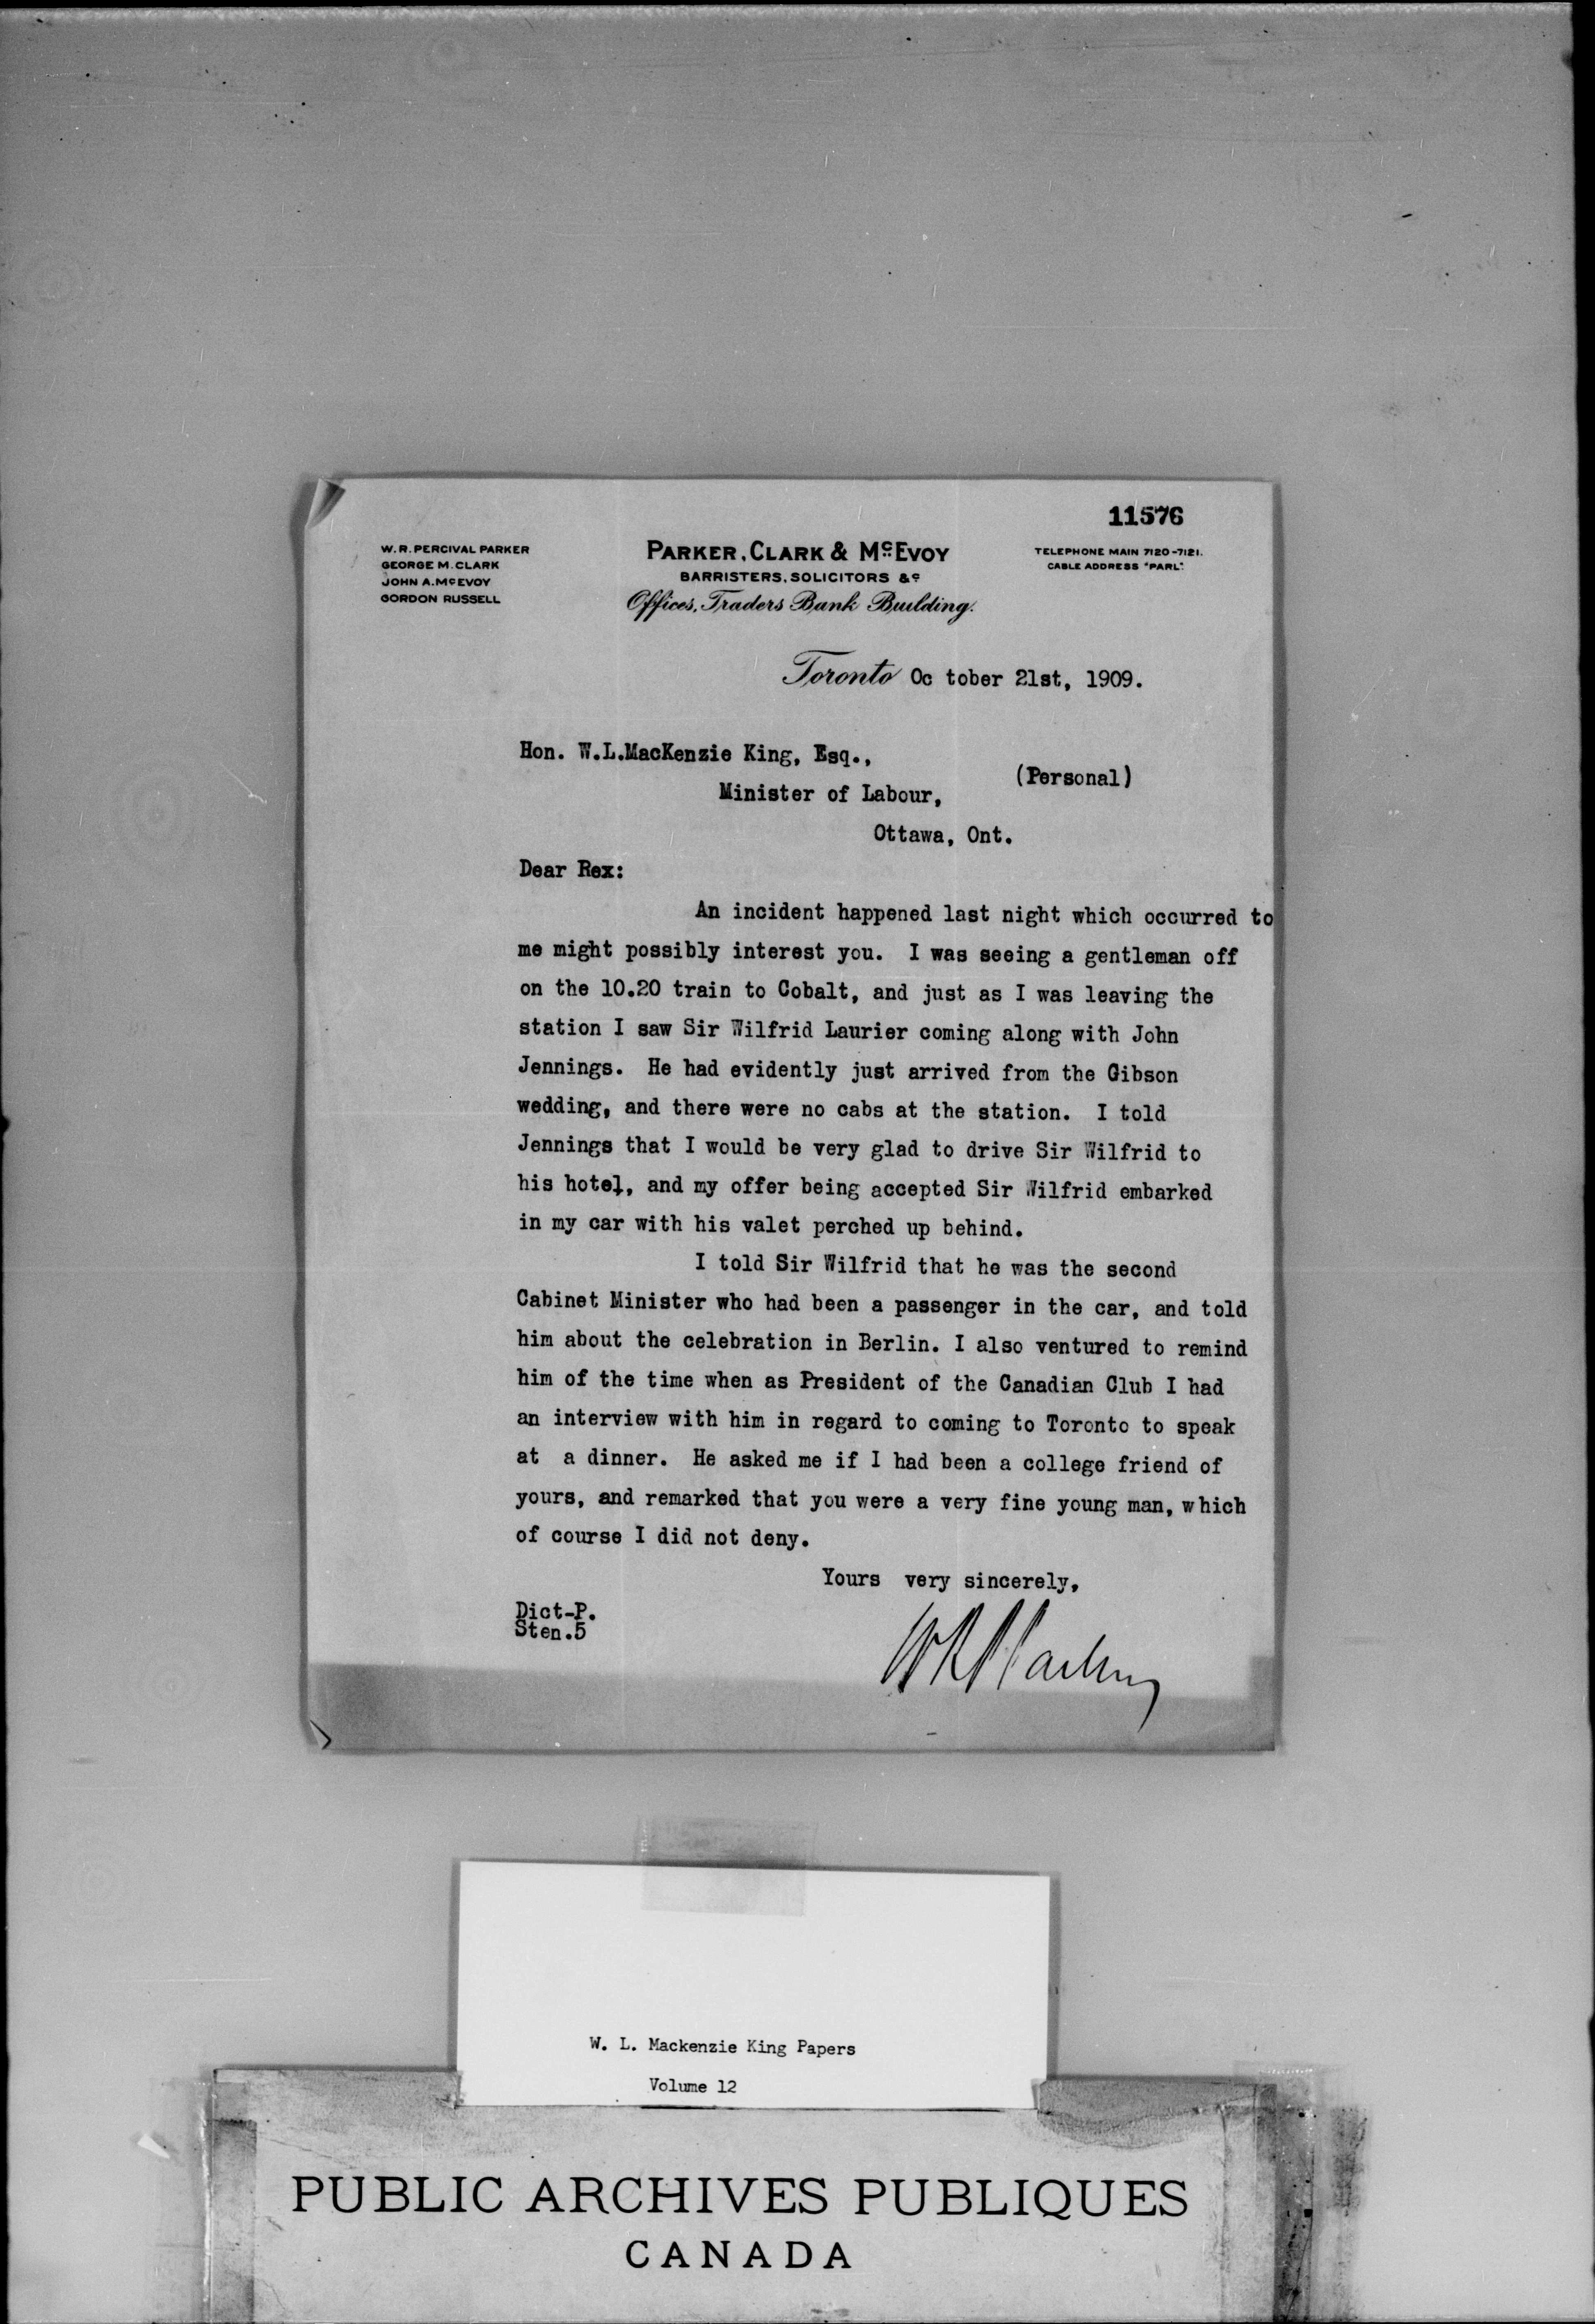 11576
W. R. PERCIVAL PARKER
GEORGE M. CLARK
JOHN A. McEVOY
GORDON RUSSELL
PARKER, CLARK & McEVOY
BARRISTERS, SOLICITORS &c
Offices, Traders Bank Building.
TELEPHONE MAIN 7120-7121.
CABLE ADDRESS "PARL".
Toronto Oc tober 21st, 1909.
Hon. W.L.MacKenzie King, Esq.,
(Personal)
Minister of Labour,
Ottawa, Ont.
Dear Rex:
An incident happened last night which occurred to
me might possibly interest you. I was seeing a gentleman off
on the 10.20 train to Cobalt, and just as I was leaving the
station I saw Sir Wilfrid Laurier coming along with John
Jennings. He had evidently just arrived from the Gibson
wedding, and there were no cabs at the station. I told
Jennings that I would be very glad to drive Sir Wilfrid to
his hotel, and my offer being accepted Sir Wilfrid embarked
in my car with his valet perched up behind.
I told Sir Wilfrid that he was the second
Cabinet Minister who had been a passenger in the car, and told
him about the celebration in Berlin. I also ventured to remind
him of the time when as President of the Canadian Club I had
an interview with him in regard to coming to Toronto to speak
at a dinner. He asked me if I had been a college friend of
yours, and remarked that you were a very fine young man, which
of course I did not deny.
Yours very sincerely,
Dict-P.
Sten.5
W R P Parker
W. L. Mackenzie King Papers
Volume 12
PUBLIC ARCHIVES PUBLIQUES
CANADA